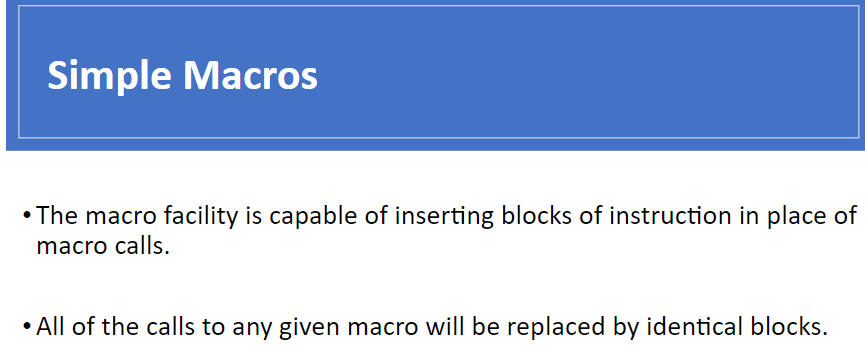 Simple Macros
• The macro facility is capable of inserting blocks of instruction in place of
macro calls.
• All of the calls to any given macro will be replaced by identical blocks.